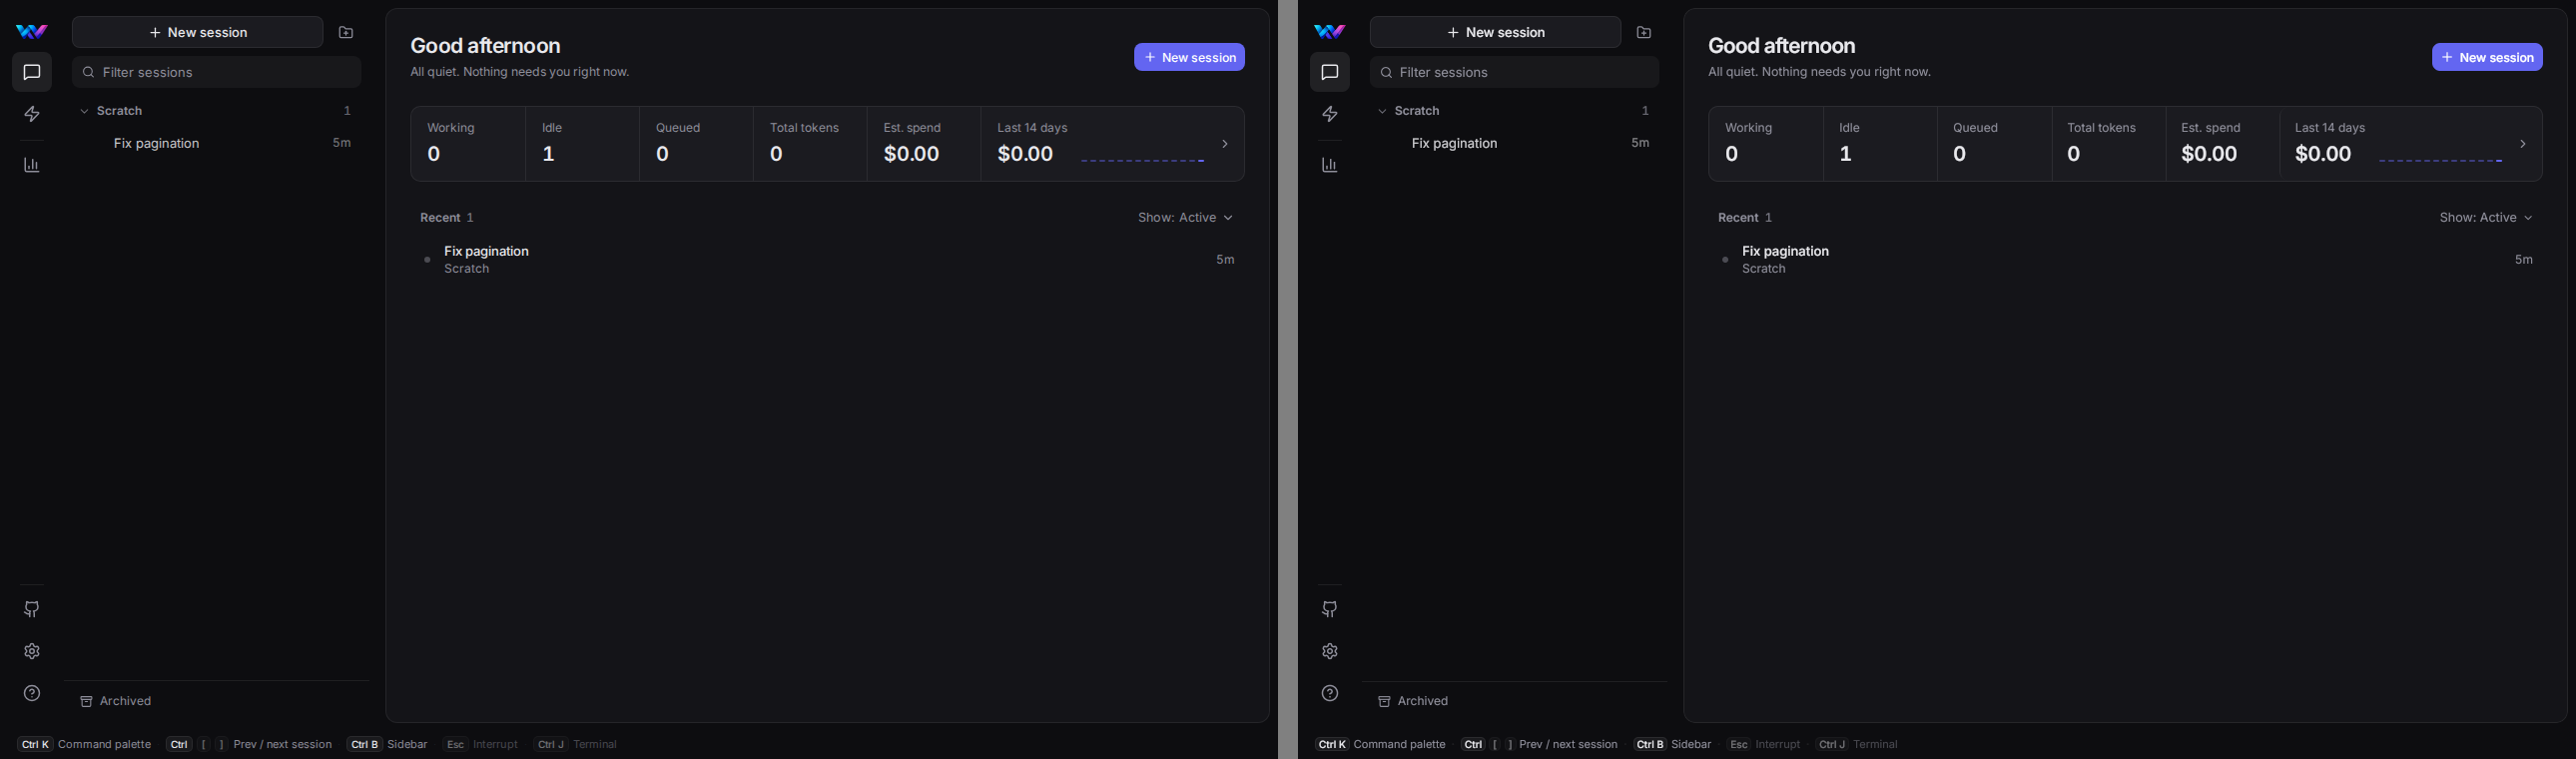 New session
Filter sessions
Scratch 1
Fix pagination 5m
Archived
Good afternoon
All quiet. Nothing needs you right now.
New session
Working Idle Queued Total tokens Est. spend Last 14 days
0 1 0 0 $0.00 $0.00
Recent 1 Show: Active
Fix pagination
Scratch 5m
Ctrl K Command palette Ctrl [ ] Prev / next session Ctrl B Sidebar Esc Interrupt Ctrl J Terminal
New session
Filter sessions
Scratch 1
Fix pagination 5m
Archived
Good afternoon
All quiet. Nothing needs you right now.
New session
Working Idle Queued Total tokens Est. spend Last 14 days
0 1 0 0 $0.00 $0.00
Recent 1 Show: Active
Fix pagination
Scratch 5m
Ctrl K Command palette · Ctrl [ ] Prev / next session · Ctrl B Sidebar · Esc Interrupt · Ctrl J Terminal